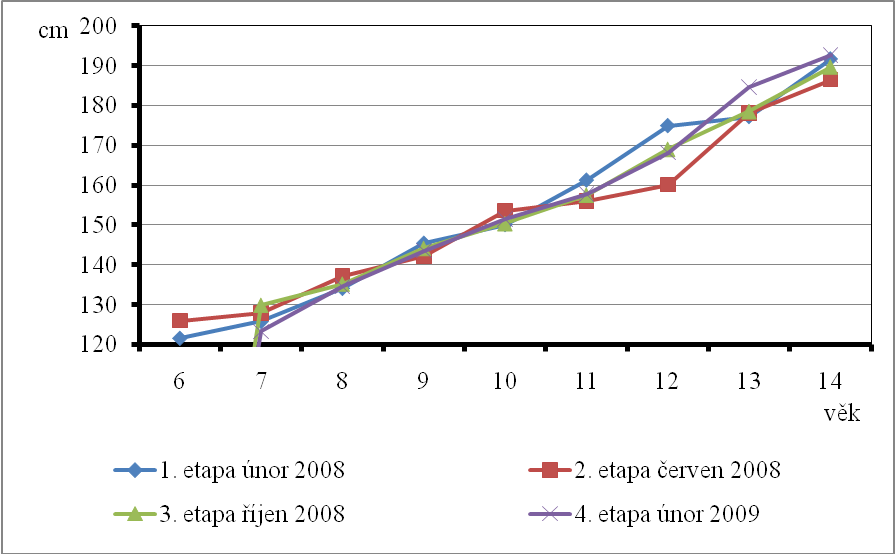 cm
200
190
180
170
160
150
140
130
120
6 7 8 9 10 11 12 13 14
věk
1. etapa únor 2008 2. etapa červen 2008
3. etapa říjen 2008 4. etapa únor 2009